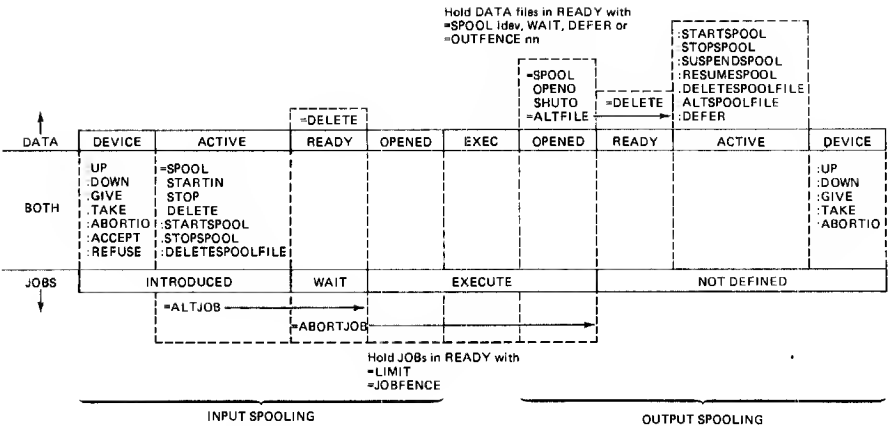 Hold DATA files in READY with
=SPOOL ldev, WAIT, DEFER or
=OUTFENCE nn
:STARTSPOOL
:STOPSPOOL
:SUSPENDSPOOL
:RESUMESPOOL
:DELETESPOOLFILE
ALTSPOOLFILE
:DEFER
=SPOOL
OPENO
SHUTO
=ALTFILE
=DELETE
=DELETE
DATA DEVICE ACTIVE READY OPENED EXEC OPENED READY ACTIVE DEVICE
BOTH
UP
:DOWN
.GIVE
.TAKE
:ABORTIO
:ACCEPT
:REFUSE
=SPOOL
STARTIN
STOP
DELETE
:STARTSPOOL
.STOPSPOOL
:DELETESPOOLFILE
:UP
:DOWN
:GIVE
:TAKE
ABORTIO
JOBS INTRODUCED WAIT EXECUTE NOT DEFINED
=ALTJOB
=ABORTJOB
Hold JOBs in READY with
=LIMIT
=JOBFENCE
INPUT SPOOLING
OUTPUT SPOOLING